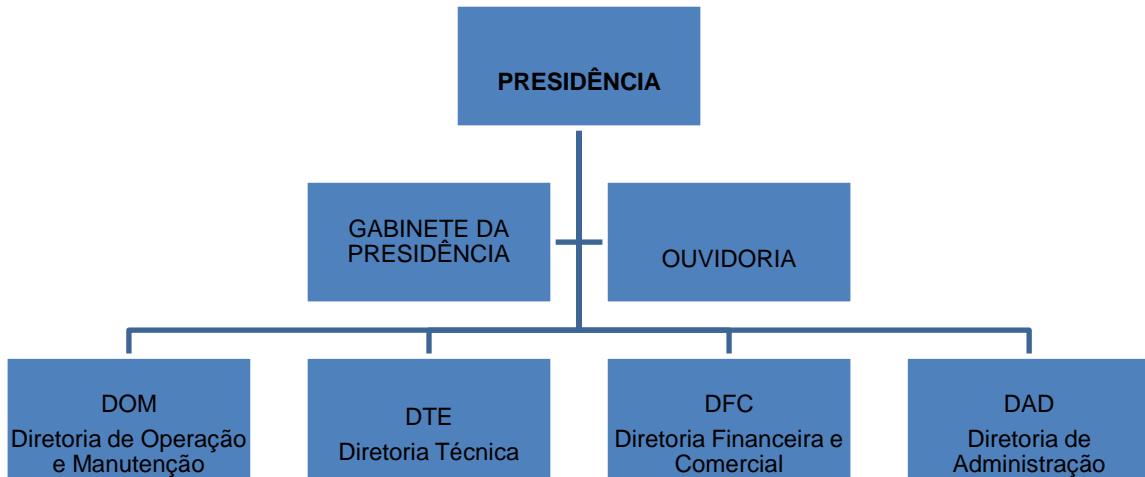 PRESIDÊNCIA
GABINETE DA
PRESIDÊNCIA
OUVIDORIA
DOM
Diretoria de Operação
e Manutenção
DTE
Diretoria Técnica
DFC
Diretoria Financeira e
Comercial
DAD
Diretoria de
Administração